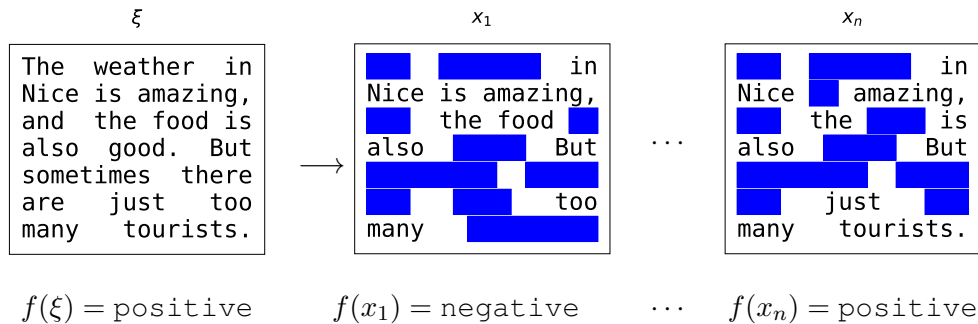 ξ
The weather in
Nice is amazing,
and the food is
also good. But
sometimes there
are just too
many tourists.
f(ξ) = positive
→
x₁
in
Nice is amazing,
the food
also But
too
many
f(x₁) = negative
⋯
⋯
xₙ
in
Nice amazing,
the is
also But
just
many tourists.
f(xₙ) = positive